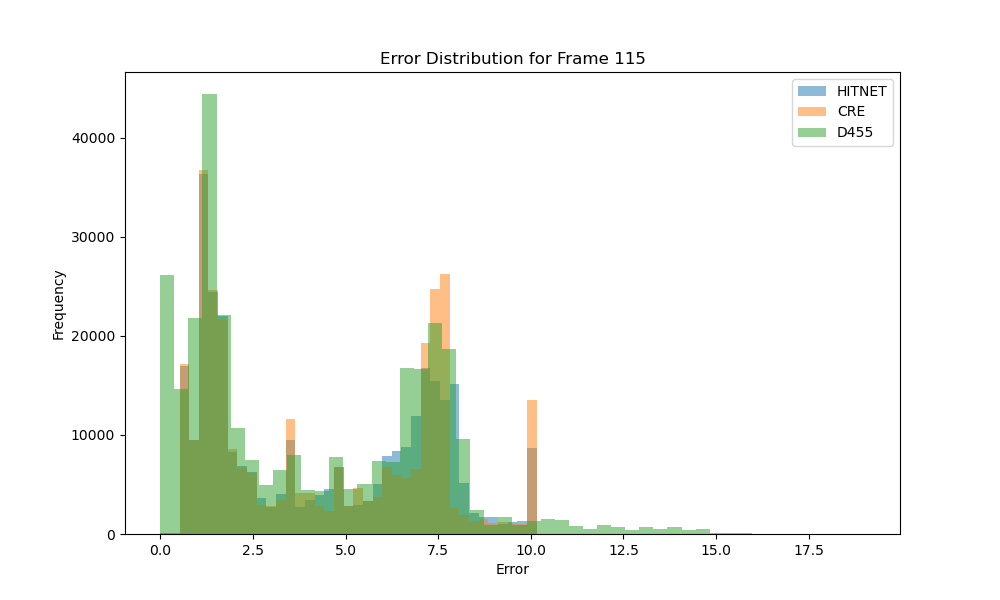 Error Distribution for Frame 115
HITNET
CRE
D455
40000
30000
20000
10000
0
Frequency
0.0 2.5 5.0 7.5 10.0 12.5 15.0 17.5
Error